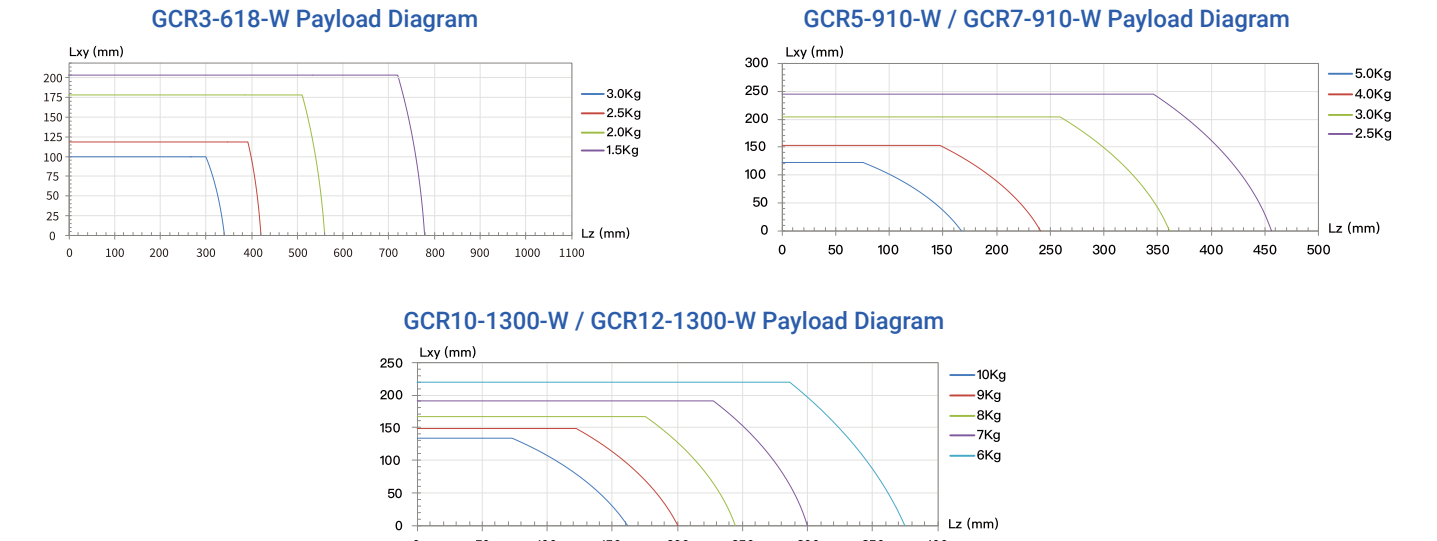 GCR3-618-W Payload Diagram
Lxy (mm)
200
175
150
125
100
75
50
25
0
0 100 200 300 400 500 600 700 800 900 1000 1100
Lz (mm)
3.0Kg
2.5Kg
2.0Kg
1.5Kg
GCR5-910-W / GCR7-910-W Payload Diagram
Lxy (mm)
300
250
200
150
100
50
0
0 50 100 150 200 250 300 350 400 450 500
Lz (mm)
5.0Kg
4.0Kg
3.0Kg
2.5Kg
GCR10-1300-W / GCR12-1300-W Payload Diagram
Lxy (mm)
250
200
150
100
50
0
Lz (mm)
10Kg
9Kg
8Kg
7Kg
6Kg